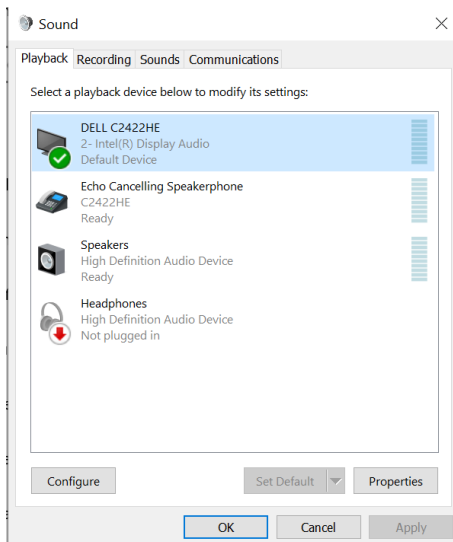 Sound
Playback Recording Sounds Communications
Select a playback device below to modify its settings:
DELL C2422HE
2- Intel(R) Display Audio
Default Device
Echo Cancelling Speakerphone
C2422HE
Ready
Speakers
High Definition Audio Device
Ready
Headphones
High Definition Audio Device
Not plugged in
Configure Set Default Properties
OK Cancel Apply